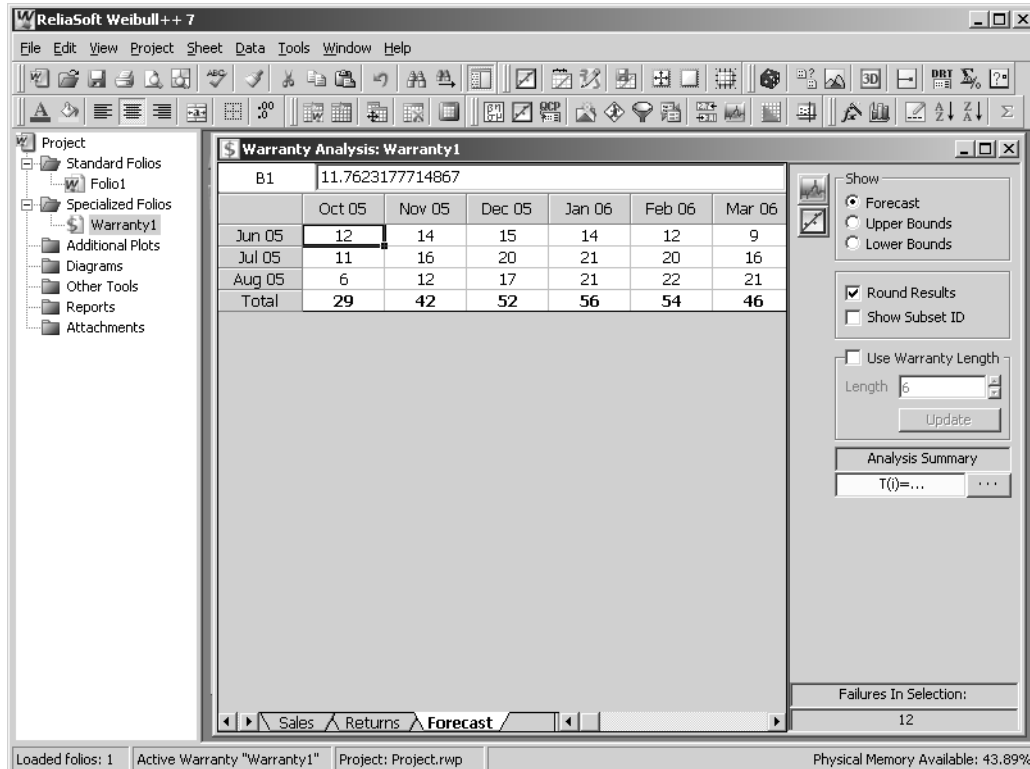 ReliaSoft Weibull++ 7
File Edit View Project Sheet Data Tools Window Help
Project
Standard Folios
Folio1
Specialized Folios
Warranty1
Additional Plots
Diagrams
Other Tools
Reports
Attachments
Warranty Analysis: Warranty1
B1 11.7623177714867
Oct 05 Nov 05 Dec 05 Jan 06 Feb 06 Mar 06
Jun 05 12 14 15 14 12 9
Jul 05 11 16 20 21 20 16
Aug 05 6 12 17 21 22 21
Total 29 42 52 56 54 46
Show
Forecast
Upper Bounds
Lower Bounds
Round Results
Show Subset ID
Use Warranty Length
Length 6
Update
Analysis Summary
T(i)=... ...
Failures In Selection:
12
Sales Returns Forecast
Loaded folios: 1 Active Warranty "Warranty1" Project: Project.rwp Physical Memory Available: 43.89%